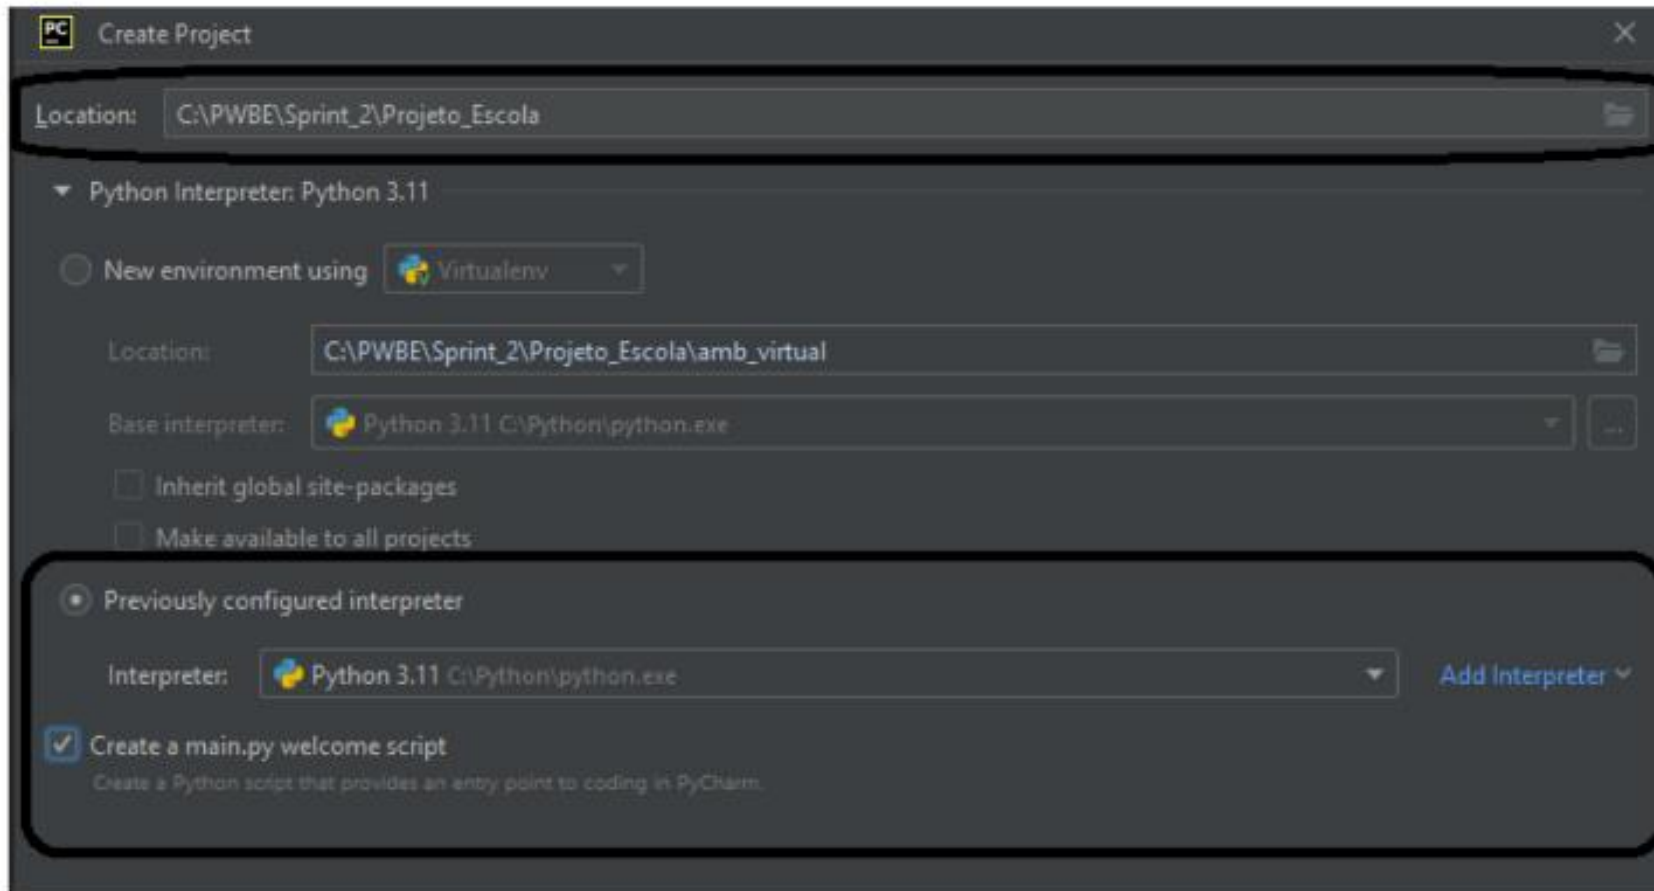 PC
Create Project
Location: C:\PWBE\Sprint_2\Projeto_Escola
Python Interpreter: Python 3.11
New environment using Virtualenv
Location: C:\PWBE\Sprint_2\Projeto_Escola\amb_virtual
Base interpreter: Python 3.11 C:\Python\python.exe ...
Inherit global site-packages
Make available to all projects
Previously configured interpreter
Interpreter: Python 3.11 C:\Python\python.exe Add Interpreter
Create a main.py welcome script
Create a Python script that provides an entry point to coding in PyCharm.